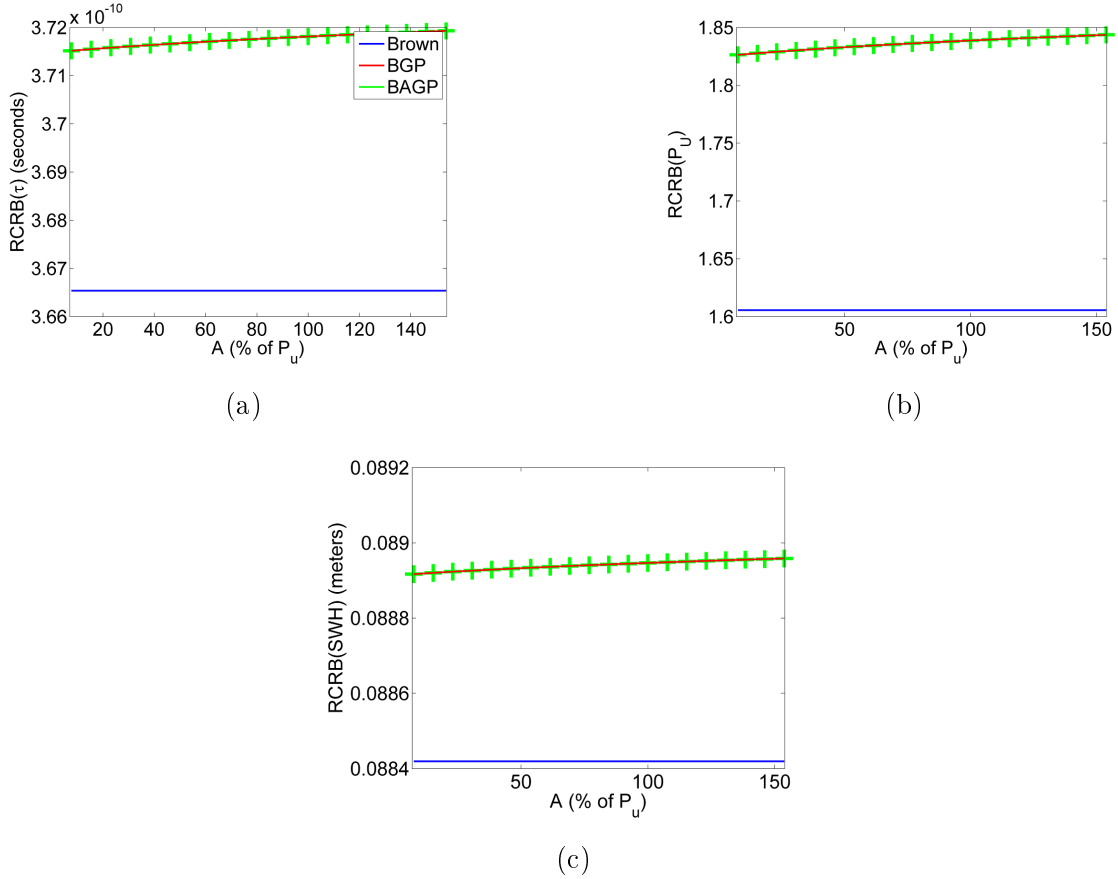 x 10^-10
3.72
3.71
3.7
3.69
3.68
3.67
3.66
RCRB(τ) (seconds)
20 40 60 80 100 120 140
A (% of P_u)
Brown
BGP
BAGP
(a)
1.85
1.8
1.75
1.7
1.65
1.6
RCRB(P_U)
50 100 150
A (% of P_u)
(b)
0.0892
0.089
0.0888
0.0886
0.0884
RCRB(SWH) (meters)
50 100 150
A (% of P_u)
(c)